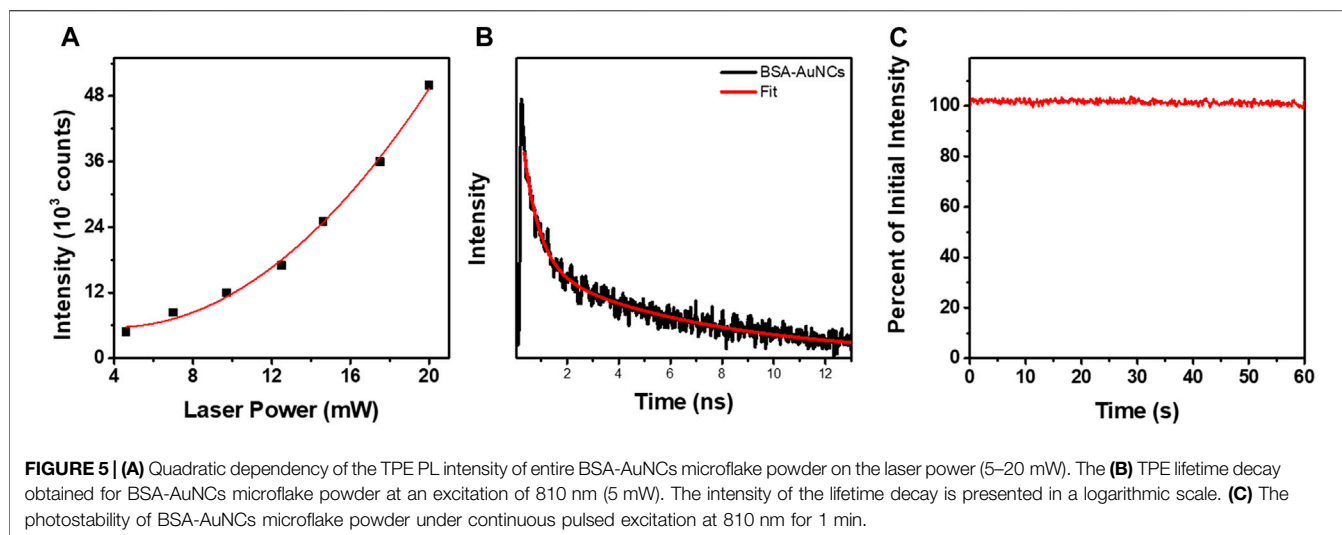 A
Intensity (10³ counts)
48
36
24
12
0
4
8
12
16
20
Laser Power (mW)
B
BSA-AuNCs
Fit
Intensity
2
4
6
8
10
12
Time (ns)
C
Percent of Initial Intensity
100
80
60
40
20
0
0
10
20
30
40
50
60
Time (s)
FIGURE 5 | (A) Quadratic dependency of the TPE PL intensity of entire BSA-AuNCs microflake powder on the laser power (5–20 mW). The (B) TPE lifetime decay
obtained for BSA-AuNCs microflake powder at an excitation of 810 nm (5 mW). The intensity of the lifetime decay is presented in a logarithmic scale. (C) The
photostability of BSA-AuNCs microflake powder under continuous pulsed excitation at 810 nm for 1 min.